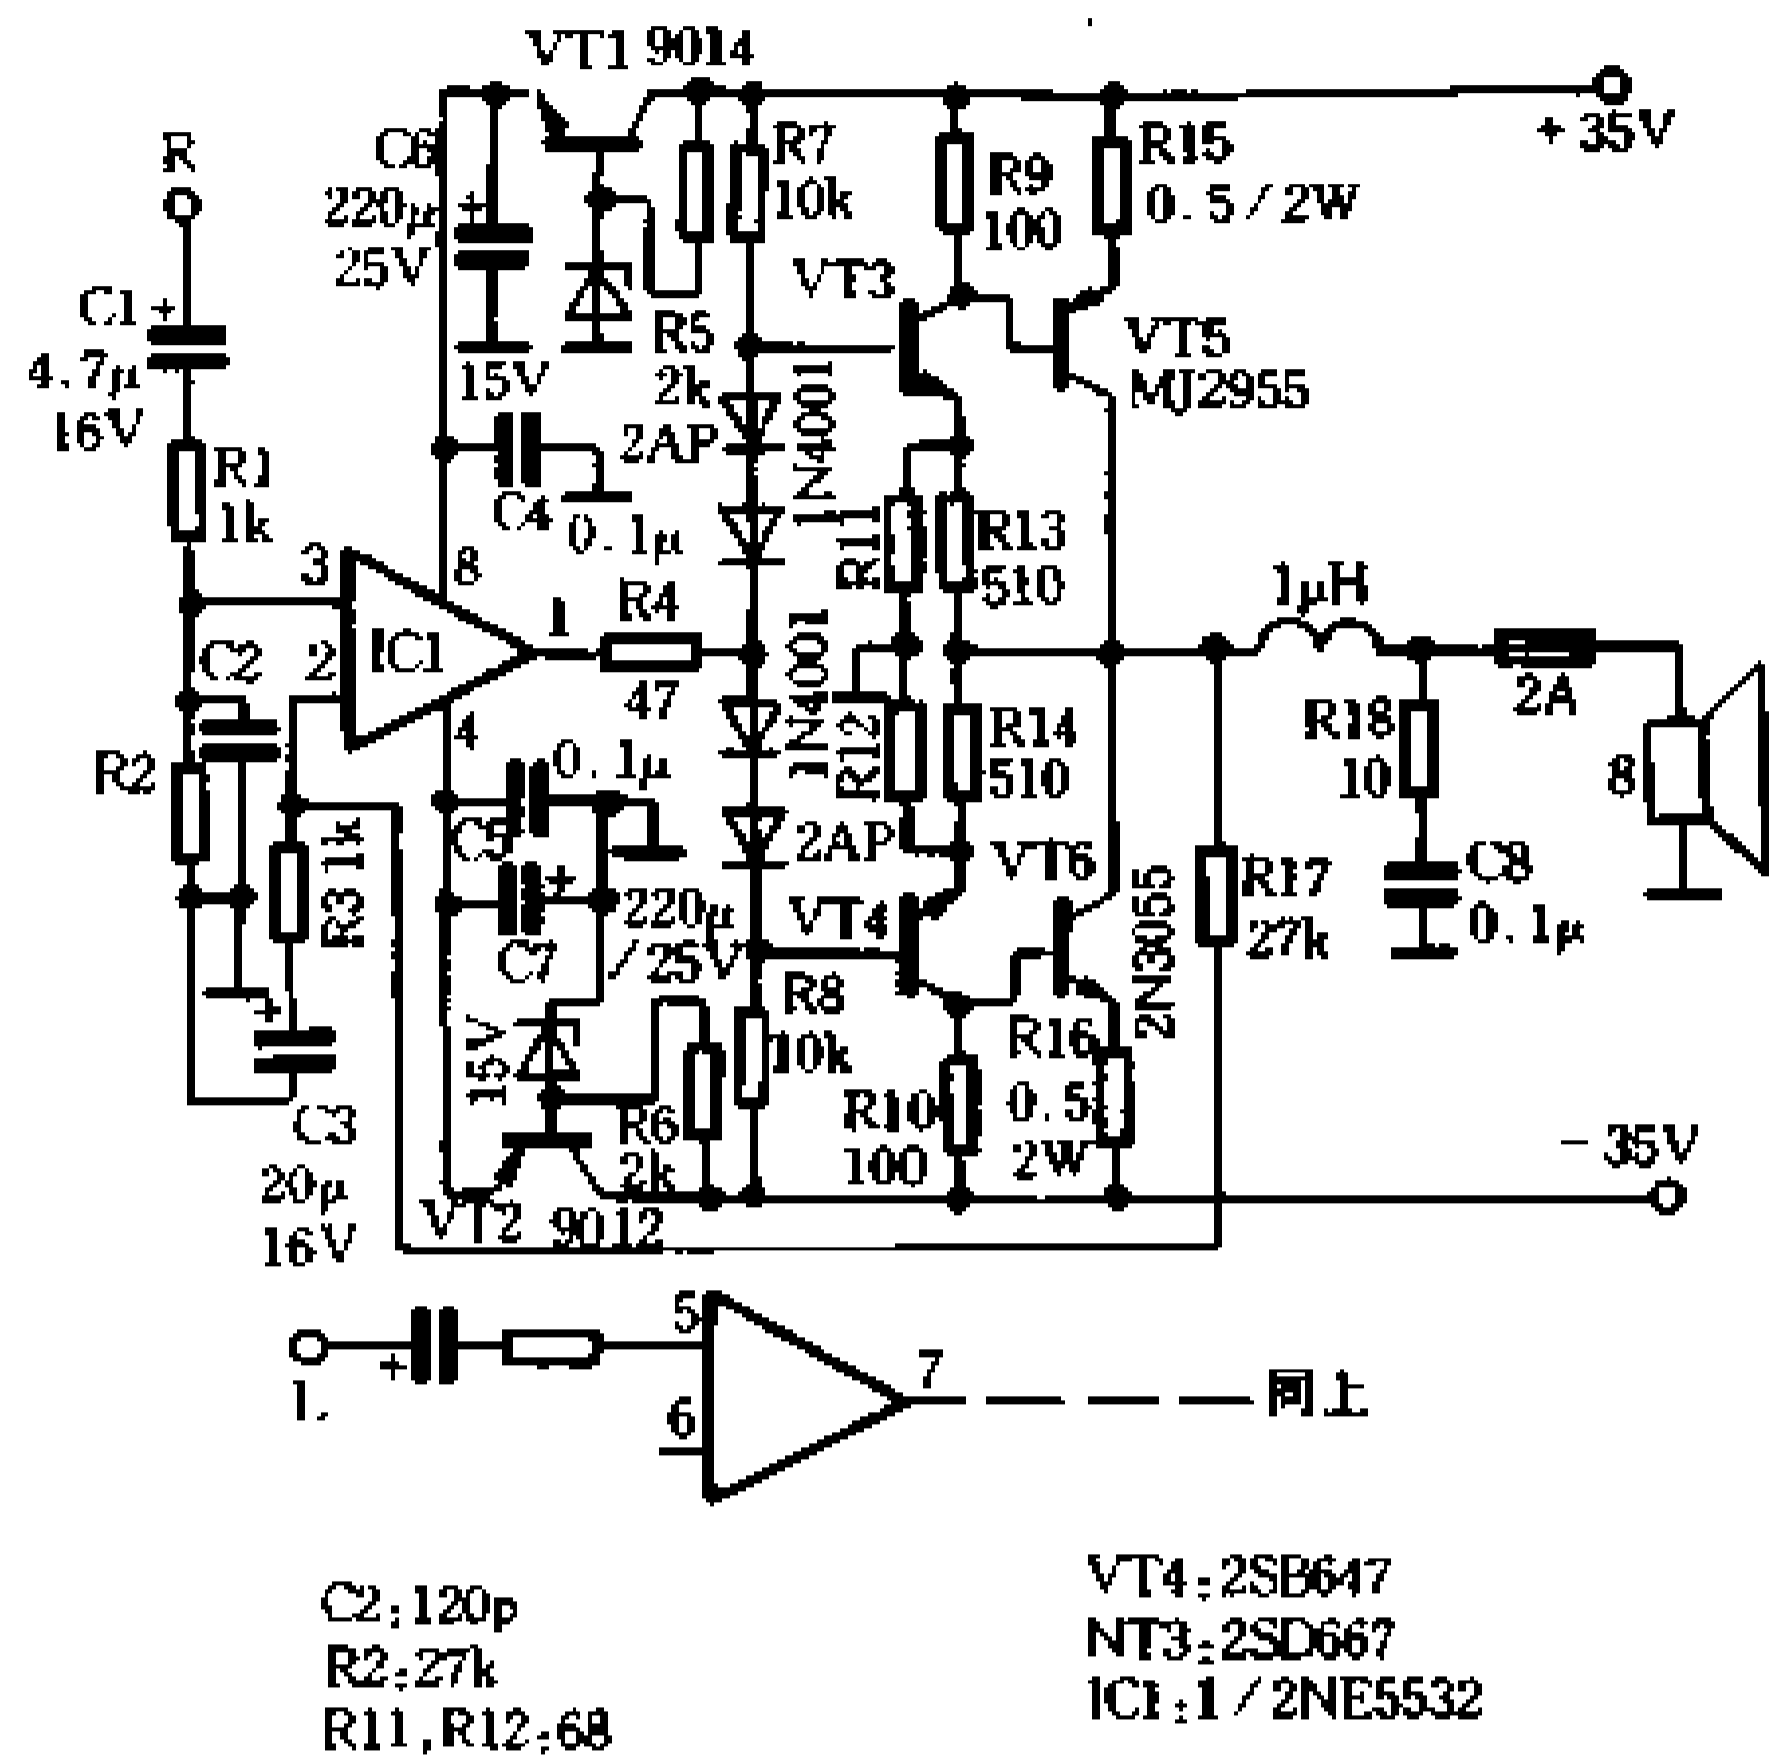 VT1 9014
+35V
R
C6
220μ
25V
+
R7
10k
R9
100
R15
0.5/2W
C1 +
4.7μ
16V
VT3
R5
2k
15V
VT5
MJ2955
2AP
1N4001
R1
1k
C4
0.1μ
R11
R13
510
3
8
IC1
1
R4
47
1μH
2
C2
4
1N4001
R12
R14
510
2A
R18
10
8
R2
0.1μ
C5
2AP
VT6
R3 1k
C7
+
220μ
/25V
VT4
2N3055
R17
27k
C8
0.1μ
+
15V
R8
10k
R16
0.5
2W
C3
20μ
16V
R6
2k
R10
100
-35V
VT2
9012
5
+
L
6
7
同上
C2:120p
R2:27k
R11,R12:68
VT4:2SB647
NT3:2SD667
IC1:1/2NE5532